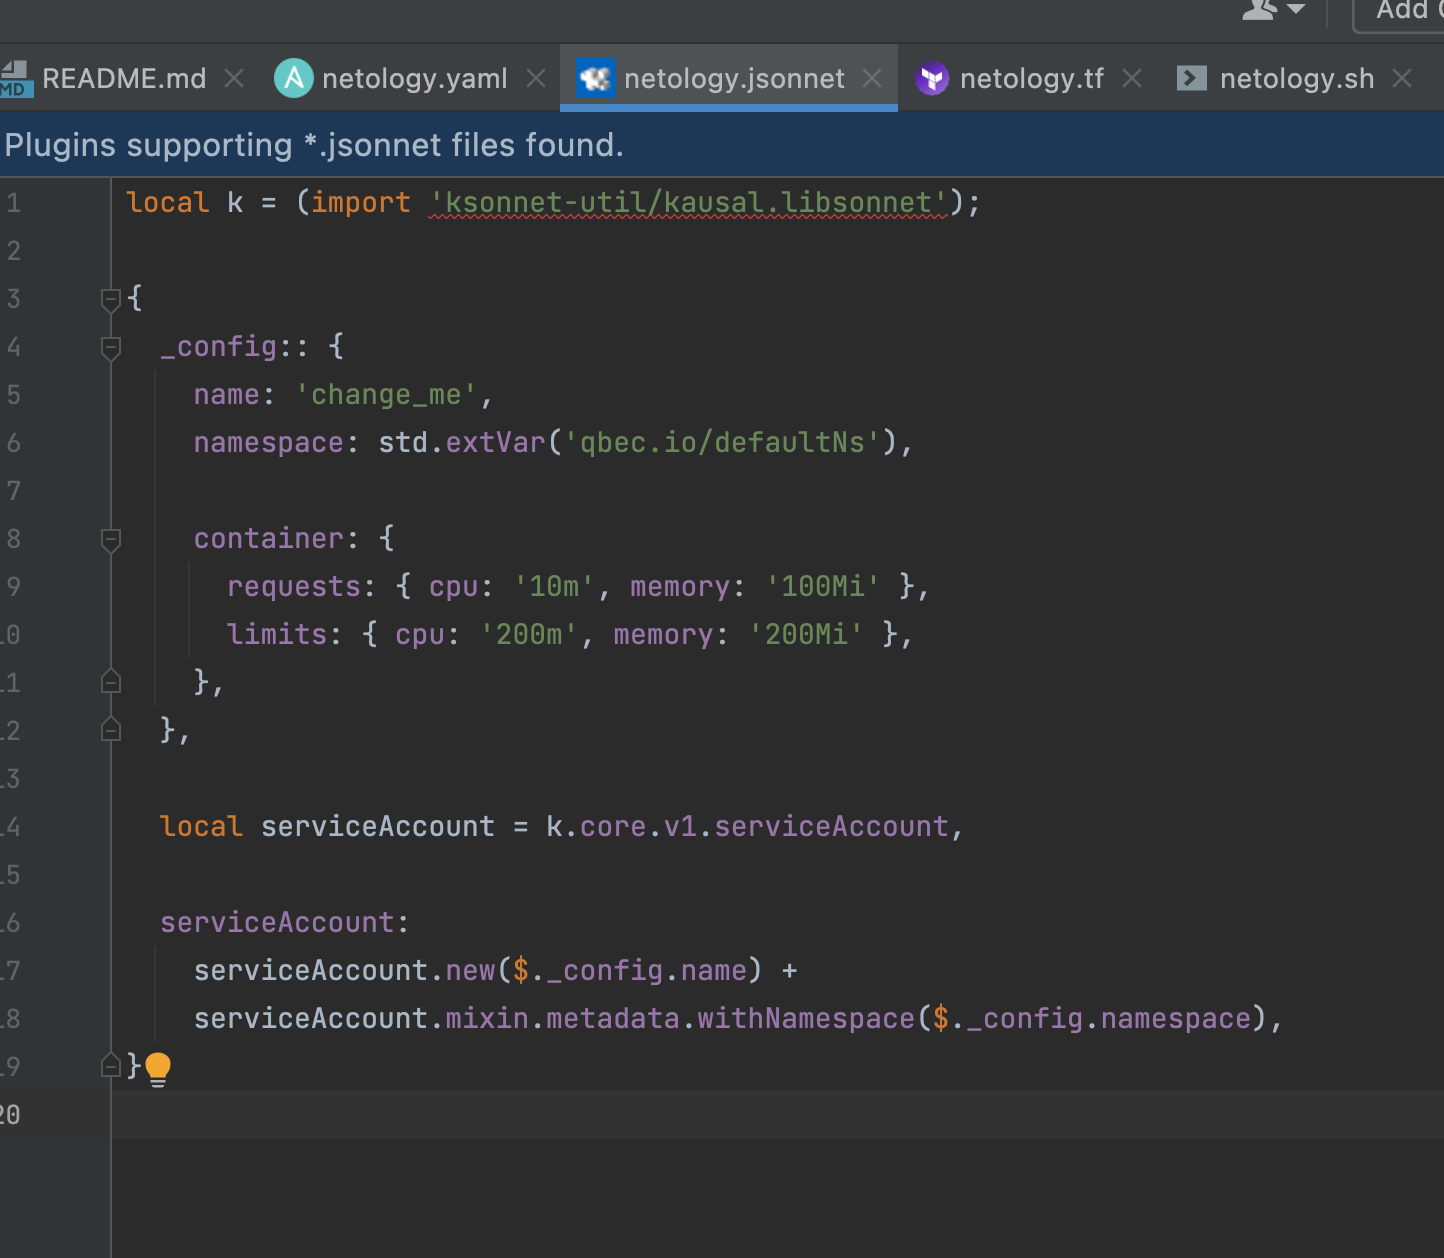 Add
MD README.md netology.yaml netology.jsonnet netology.tf netology.sh
Plugins supporting *.jsonnet files found.
1 local k = (import 'ksonnet-util/kausal.libsonnet');
2
3 {
4   _config:: {
5     name: 'change_me',
6     namespace: std.extVar('qbec.io/defaultNs'),
7
8     container: {
9       requests: { cpu: '10m', memory: '100Mi' },
10       limits: { cpu: '200m', memory: '200Mi' },
11     },
12   },
13
14   local serviceAccount = k.core.v1.serviceAccount,
15
16   serviceAccount:
17     serviceAccount.new($._config.name) +
18     serviceAccount.mixin.metadata.withNamespace($._config.namespace),
19 }
20